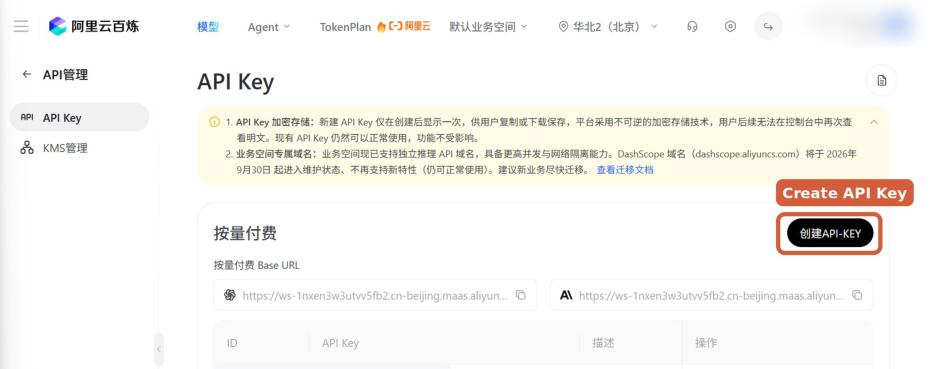 阿里云百炼
模型
Agent
TokenPlan
阿里云
默认业务空间
华北2（北京）
API管理
API Key
KMS管理
API Key
1. API Key 加密存储：新建 API Key 仅在创建后显示一次，供用户复制或下载保存，平台采用不可逆的加密存储技术，用户后续无法在控制台中再次查
看明文。现有 API Key 仍然可以正常使用，功能不受影响。
2. 业务空间专属域名：业务空间现已支持独立推理 API 域名，具备更高并发与网络隔离能力。DashScope 域名（dashscope.aliyuncs.com）将于 2026年
9月30日 起进入维护状态、不再支持新特性（仍可正常使用）。建议新业务尽快迁移。 查看迁移文档
Create API Key
按量付费
创建API-KEY
按量付费 Base URL
https://ws-1nxen3w3utvv5fb2.cn-beijing.maas.aliyun...
https://ws-1nxen3w3utvv5fb2.cn-beijing.maas.aliyun...
ID
API Key
描述
操作